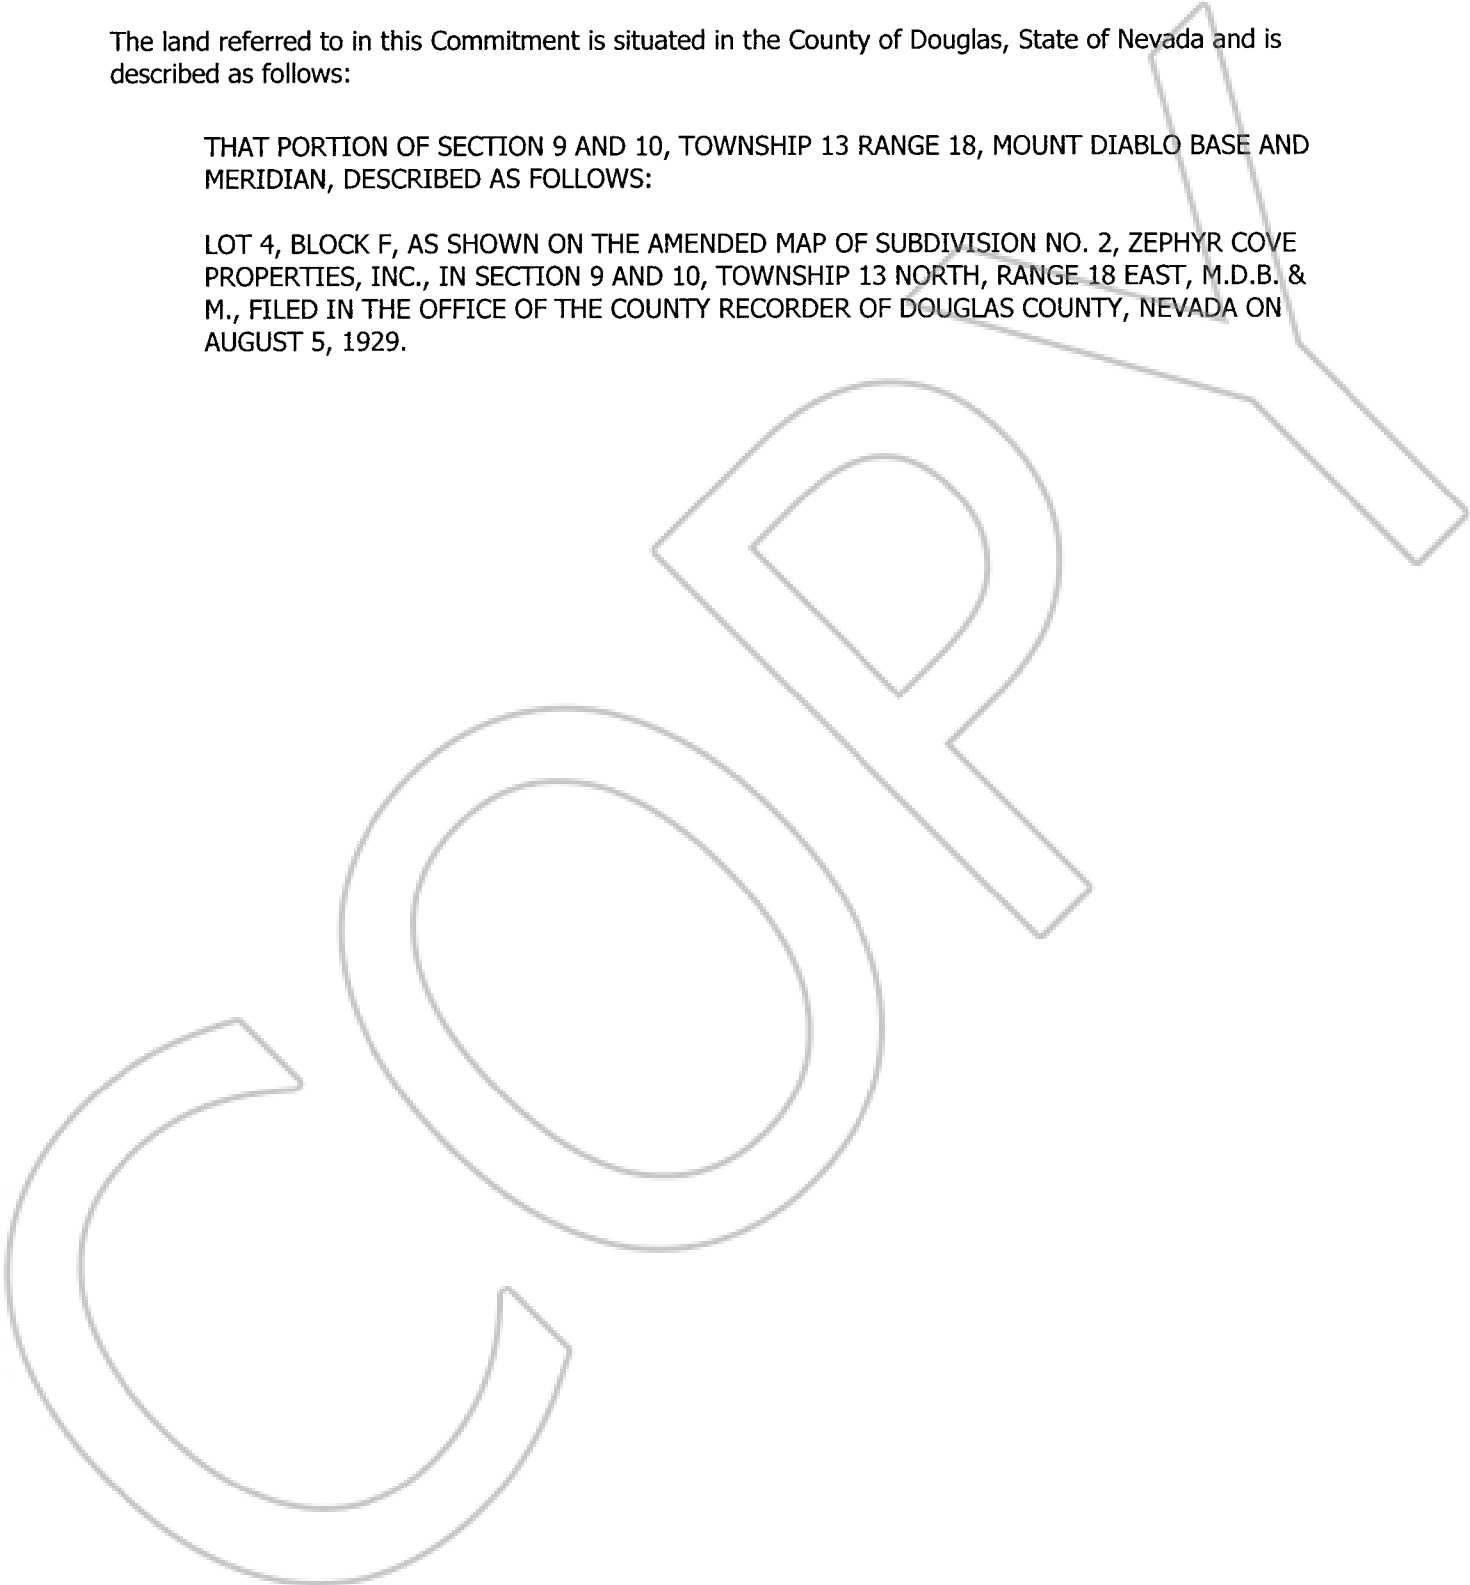 The land referred to in this Commitment is situated in the County of Douglas, State of Nevada and is
described as follows:
THAT PORTION OF SECTION 9 AND 10, TOWNSHIP 13 RANGE 18, MOUNT DIABLO BASE AND
MERIDIAN, DESCRIBED AS FOLLOWS:
LOT 4, BLOCK F, AS SHOWN ON THE AMENDED MAP OF SUBDIVISION NO. 2, ZEPHYR COVE
PROPERTIES, INC., IN SECTION 9 AND 10, TOWNSHIP 13 NORTH, RANGE 18 EAST, M.D.B. &
M., FILED IN THE OFFICE OF THE COUNTY RECORDER OF DOUGLAS COUNTY, NEVADA ON
AUGUST 5, 1929.
COPY